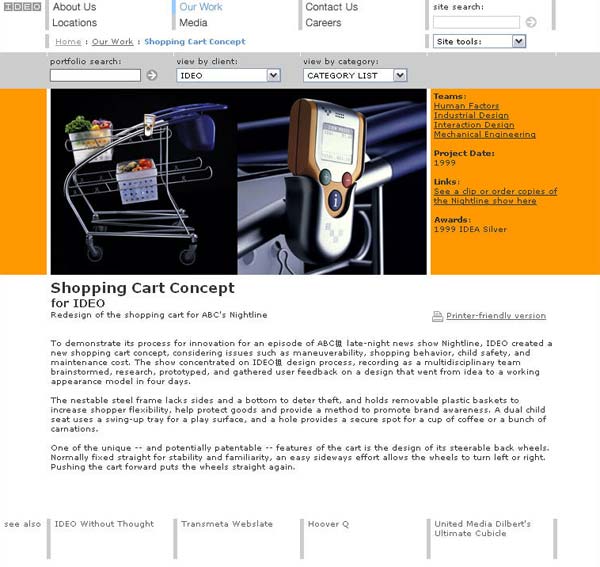 IDEO
About Us
Our Work
Contact Us
site search:
Locations
Media
Careers
Home : Our Work : Shopping Cart Concept
Site tools:
portfolio search:
view by client:
view by category:
IDEO
CATEGORY LIST
Teams:
Human Factors
Industrial Design
Interaction Design
Mechanical Engineering
Project Date:
1999
Links:
See a clip or order copies of
the Nightline show here
Awards:
1999 IDEA Silver
i
Shopping Cart Concept
for IDEO
Redesign of the shopping cart for ABC's Nightline
Printer-friendly version
To demonstrate its process for innovation for an episode of ABC late-night news show Nightline, IDEO created a
new shopping cart concept, considering issues such as maneuverability, shopping behavior, child safety, and
maintenance cost. The show concentrated on IDEO design process, recording as a multidisciplinary team
brainstormed, research, prototyped, and gathered user feedback on a design that went from idea to a working
appearance model in four days.
The nestable steel frame lacks sides and a bottom to deter theft, and holds removable plastic baskets to
increase shopper flexibility, help protect goods and provide a method to promote brand awareness. A dual child
seat uses a swing-up tray for a play surface, and a hole provides a secure spot for a cup of coffee or a bunch of
carnations.
One of the unique -- and potentially patentable -- features of the cart is the design of its steerable back wheels.
Normally fixed straight for stability and familiarity, an easy sideways effort allows the wheels to turn left or right.
Pushing the cart forward puts the wheels straight again.
see also
IDEO Without Thought
Transmeta Webslate
Hoover Q
United Media Dilbert's
Ultimate Cubicle